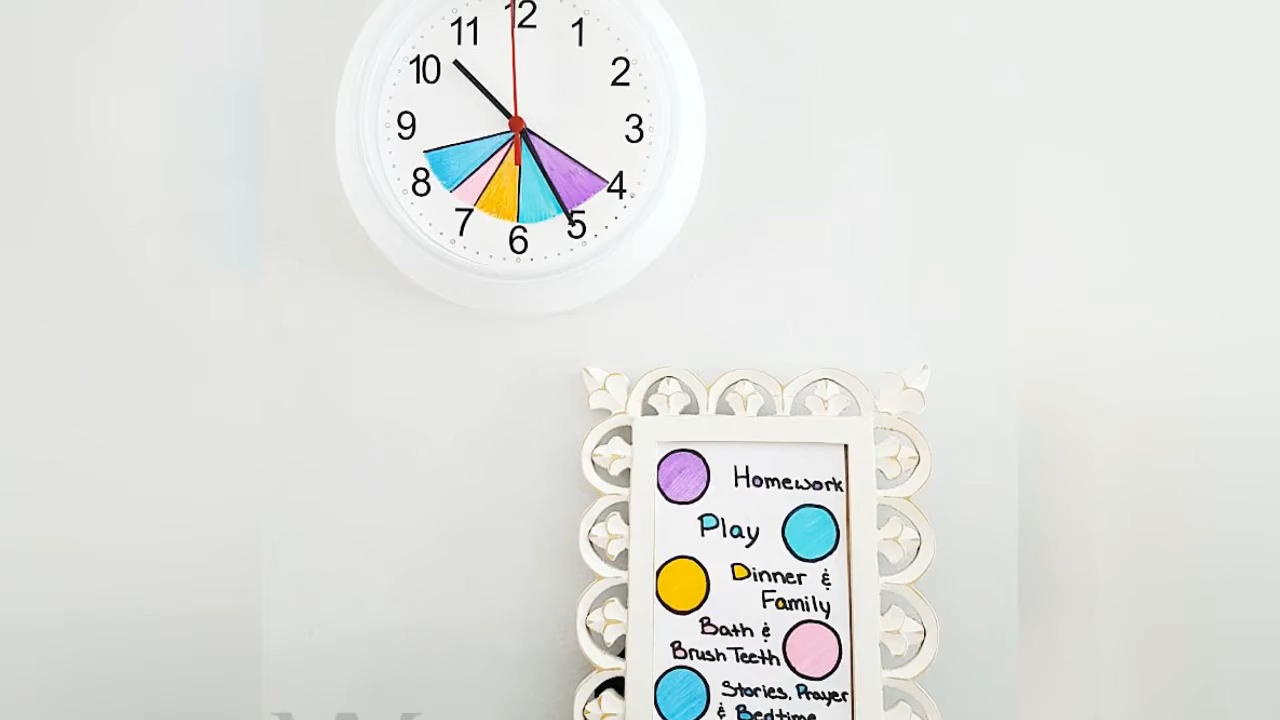 12
11
1
10
2
9
3
8
4
7
5
6
Homework
Play
Dinner &
Family
Bath &
Brush Teeth
Stories, Prayer
& Bedtime